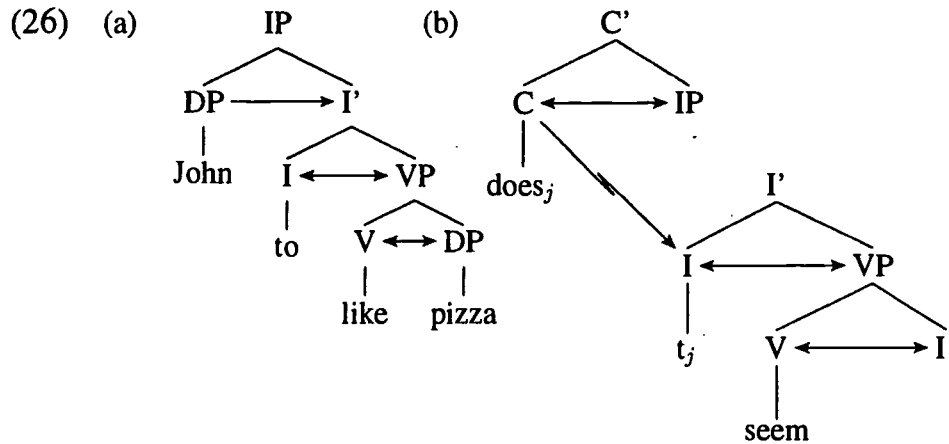 (26) (a) IP (b) C'
DP I' C IP
John I VP does_j I'
to V DP I VP
like pizza t_j V I
seem